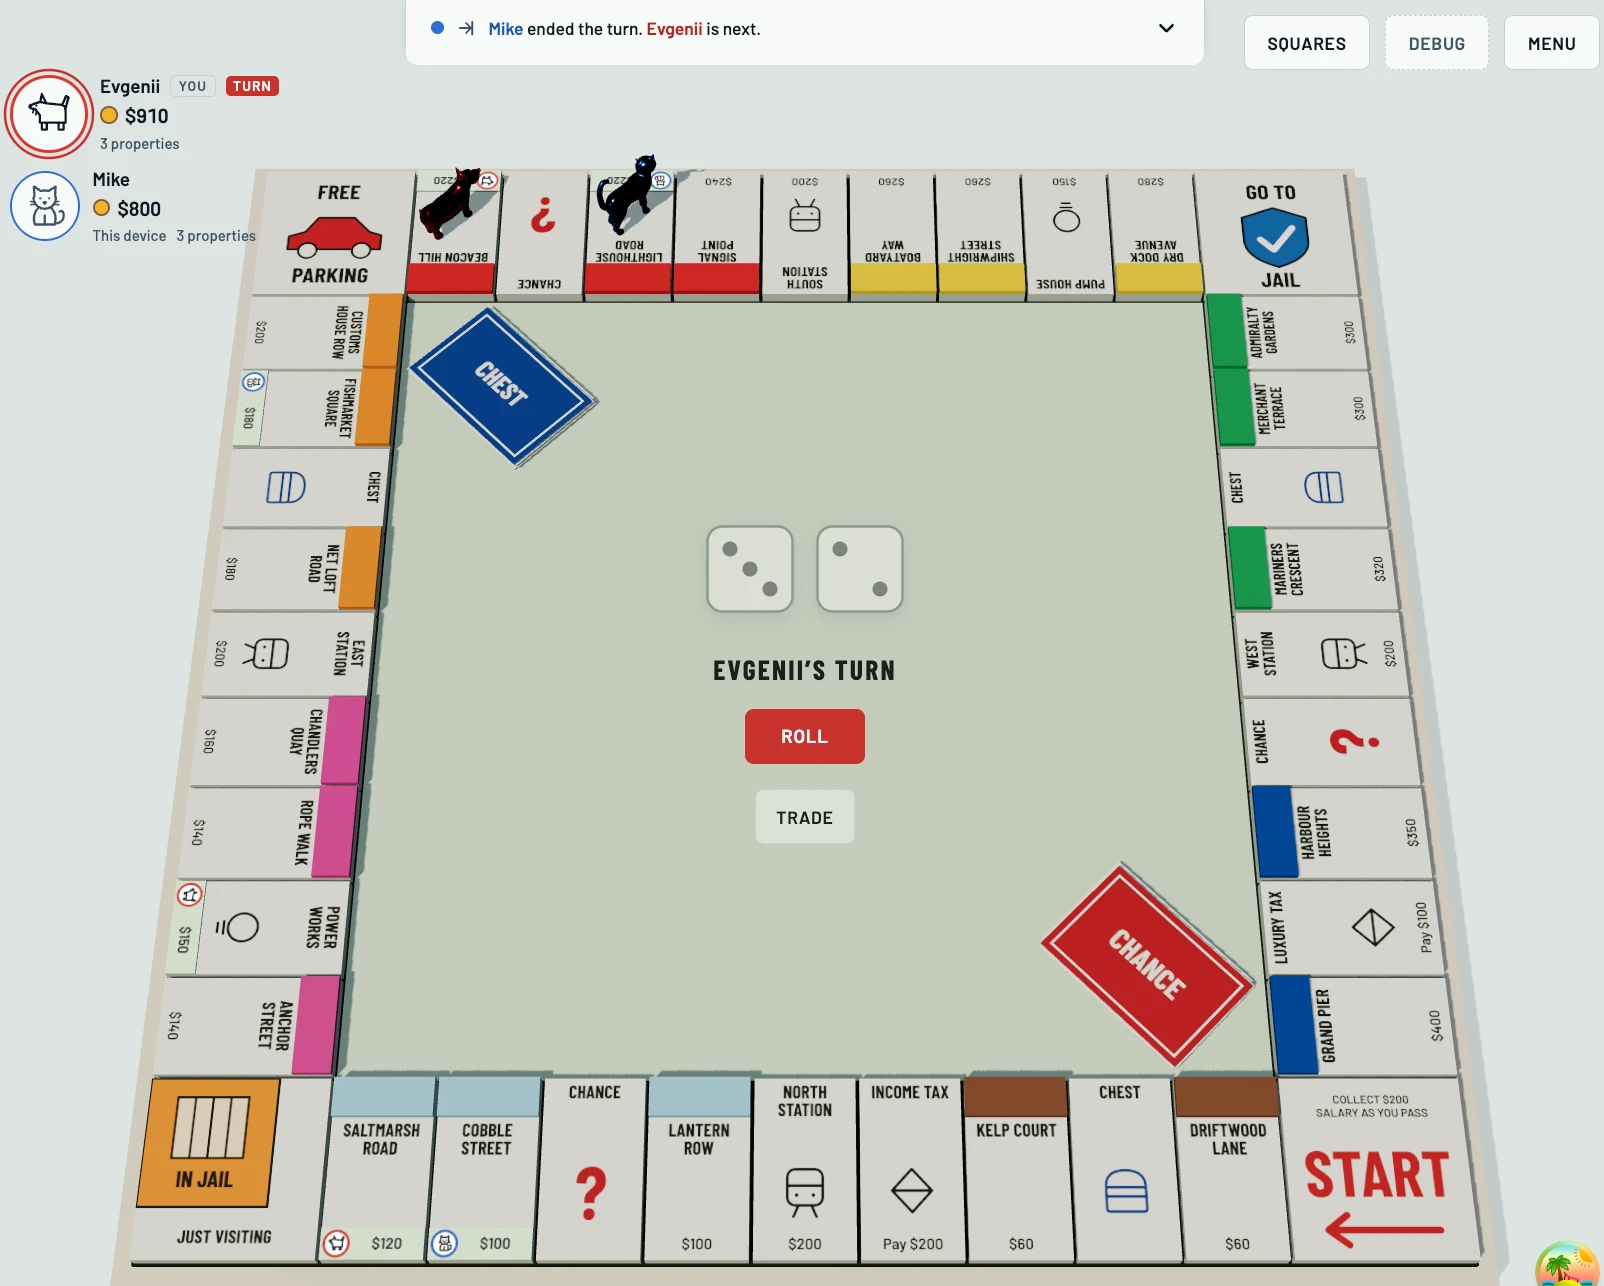 Mike ended the turn. Evgenii is next.
SQUARES
DEBUG
MENU
Evgenii
YOU
TURN
$910
3 properties
Mike
$800
This device 3 properties
FREE
PARKING
$220
BEACON HILL
CHANCE
$220
LIGHTHOUSE
ROAD
$240
SIGNAL
POINT
$200
SOUTH
STATION
$260
BOATYARD
WAY
$260
SHIPWRIGHT
STREET
$150
PUMP HOUSE
$280
DRY DOCK
AVENUE
GO TO
JAIL
CUSTOMS
HOUSE ROW
$200
FISHMARKET
SQUARE
$180
CHEST
NET LOFT
ROAD
$180
EAST
STATION
$200
CHANDLERS
QUAY
$160
ROPE WALK
$140
POWER
WORKS
$150
ANCHOR
STREET
$140
ADMIRALTY
GARDENS
$300
MERCHANT
TERRACE
$300
CHEST
MARINERS
CRESCENT
$320
WEST
STATION
$200
CHANCE
HARBOUR
HEIGHTS
$350
LUXURY TAX
Pay $100
GRAND PIER
$400
CHEST
EVGENII'S TURN
ROLL
TRADE
CHANCE
IN JAIL
JUST VISITING
SALTMARSH
ROAD
$120
COBBLE
STREET
$100
CHANCE
LANTERN
ROW
$100
NORTH
STATION
$200
INCOME TAX
Pay $200
KELP COURT
$60
CHEST
DRIFTWOOD
LANE
$60
COLLECT $200
SALARY AS YOU PASS
START